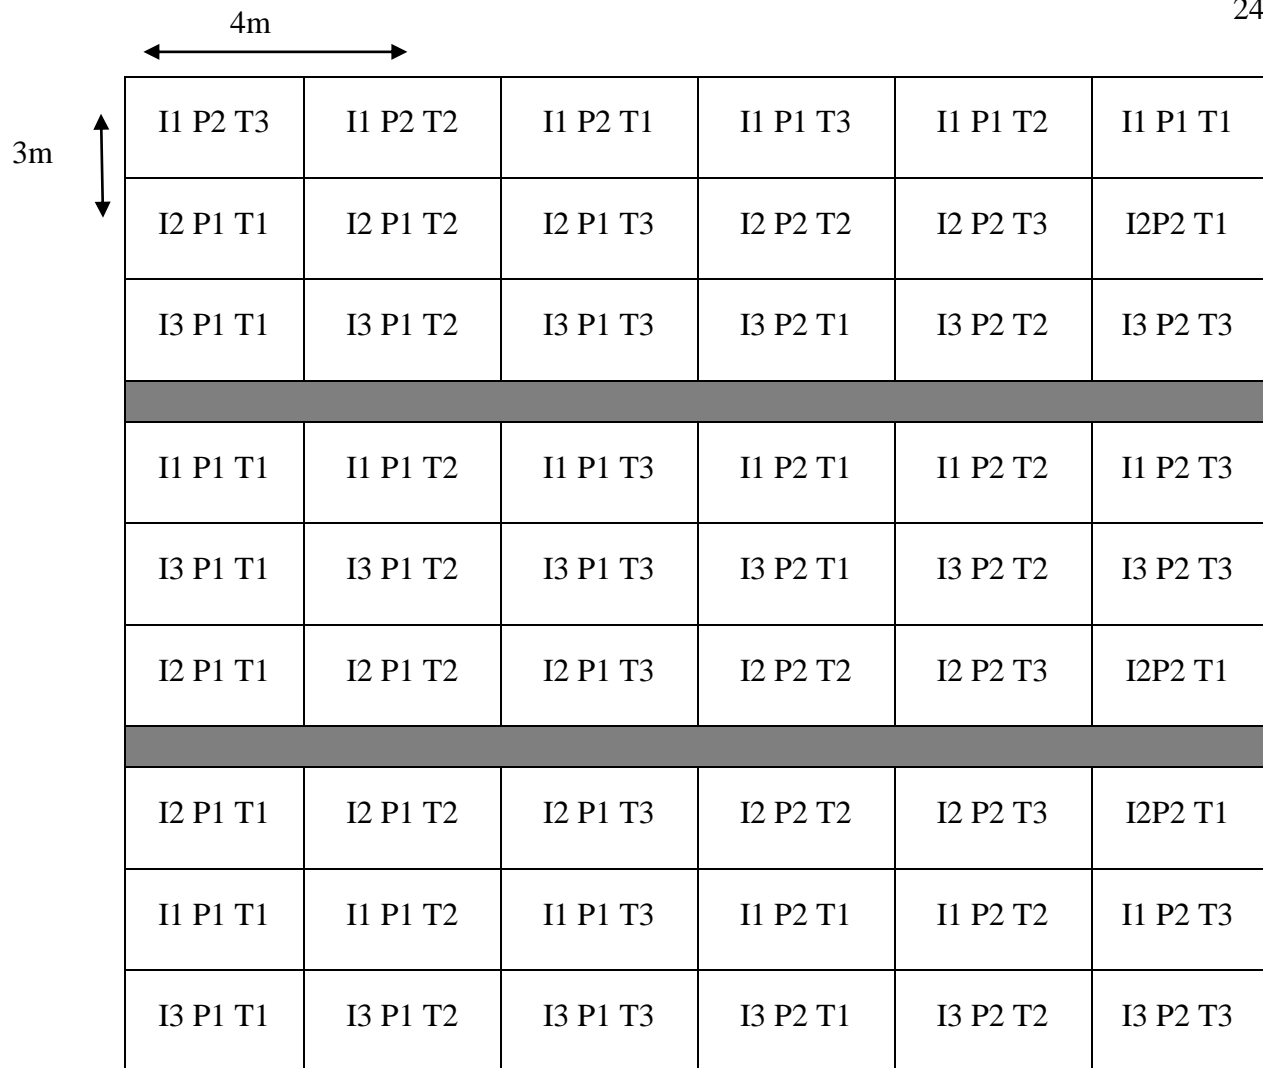 24
4m
3m
I1 P2 T3 I1 P2 T2 I1 P2 T1 I1 P1 T3 I1 P1 T2 I1 P1 T1
I2 P1 T1 I2 P1 T2 I2 P1 T3 I2 P2 T2 I2 P2 T3 I2P2 T1
I3 P1 T1 I3 P1 T2 I3 P1 T3 I3 P2 T1 I3 P2 T2 I3 P2 T3
I1 P1 T1 I1 P1 T2 I1 P1 T3 I1 P2 T1 I1 P2 T2 I1 P2 T3
I3 P1 T1 I3 P1 T2 I3 P1 T3 I3 P2 T1 I3 P2 T2 I3 P2 T3
I2 P1 T1 I2 P1 T2 I2 P1 T3 I2 P2 T2 I2 P2 T3 I2P2 T1
I2 P1 T1 I2 P1 T2 I2 P1 T3 I2 P2 T2 I2 P2 T3 I2P2 T1
I1 P1 T1 I1 P1 T2 I1 P1 T3 I1 P2 T1 I1 P2 T2 I1 P2 T3
I3 P1 T1 I3 P1 T2 I3 P1 T3 I3 P2 T1 I3 P2 T2 I3 P2 T3